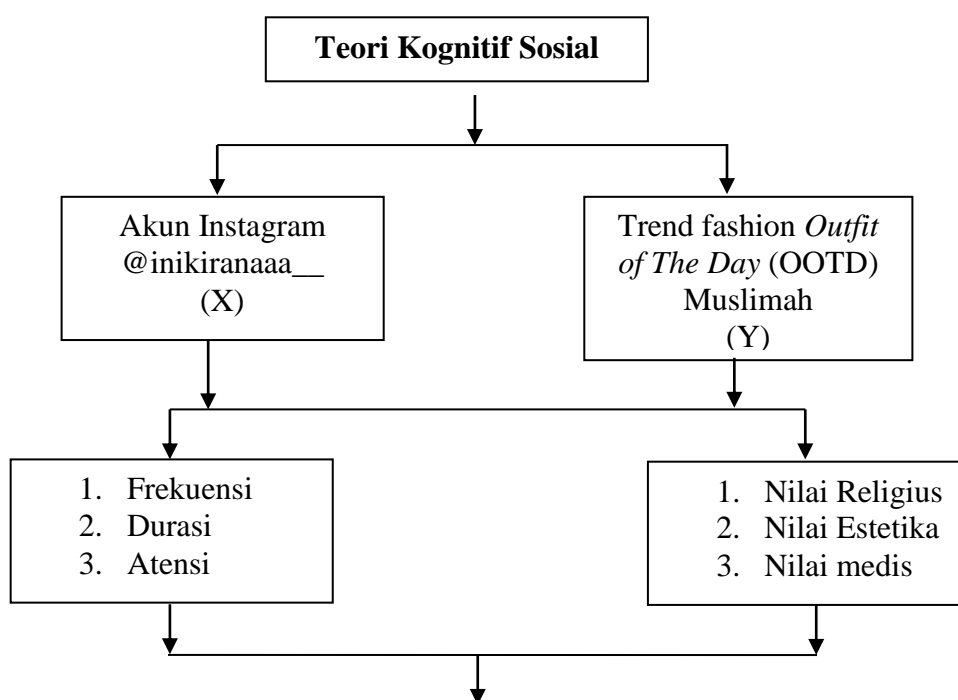 Teori Kognitif Sosial
Akun Instagram
@inikiranaaa__
(X)
Trend fashion Outfit
of The Day (OOTD)
Muslimah
(Y)
1. Frekuensi
2. Durasi
3. Atensi
1. Nilai Religius
2. Nilai Estetika
3. Nilai medis